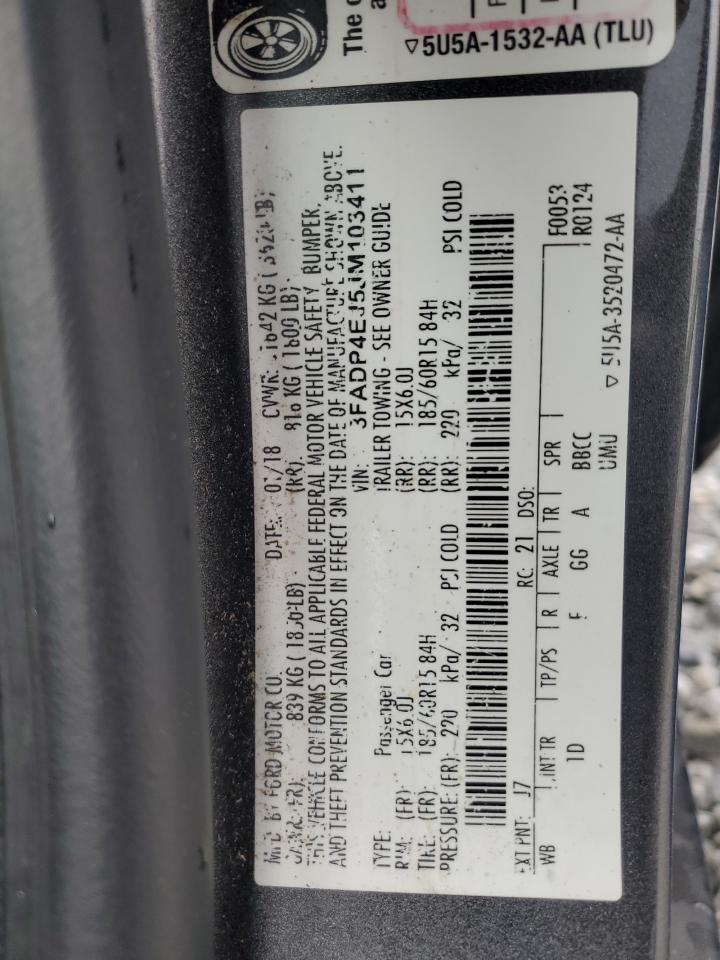 The
5U5A-1532-AA (TLU)
MFD BY FORD MOTOR CO.
DATE: 01/18 GVWR: 1642 KG ( 3620 LB)
GAWR (FR): 839 KG ( LB) (RR): 816 KG ( 1800 LB)
THIS VEHICLE CONFORMS TO ALL APPLICABLE FEDERAL MOTOR VEHICLE SAFETY, BUMPER,
AND THEFT PREVENTION STANDARDS IN EFFECT ON THE DATE OF MANUFACTURE SHOWN ABOVE.
VIN: 3FADP4EJ5JM103411
TYPE: Passenger Car TRAILER TOWING - SEE OWNER GUIDE
RIM: (FR) 15X6.0J (RR): 15X6.0J
TIRE: (FR) 185/60R15 84H (RR): 185/60R15 84H
PRESSURE: (FR): 220 kPa/ 32 PSI COLD (RR): 220 kPa/ 32 PSI COLD
EXT PNT: J7 RC: 21 DSO: F0053
WB INT TR TP/PS R AXLE TR SPR R0124
1D F GG A BBCC
UMU
5U5A-3520472-AA